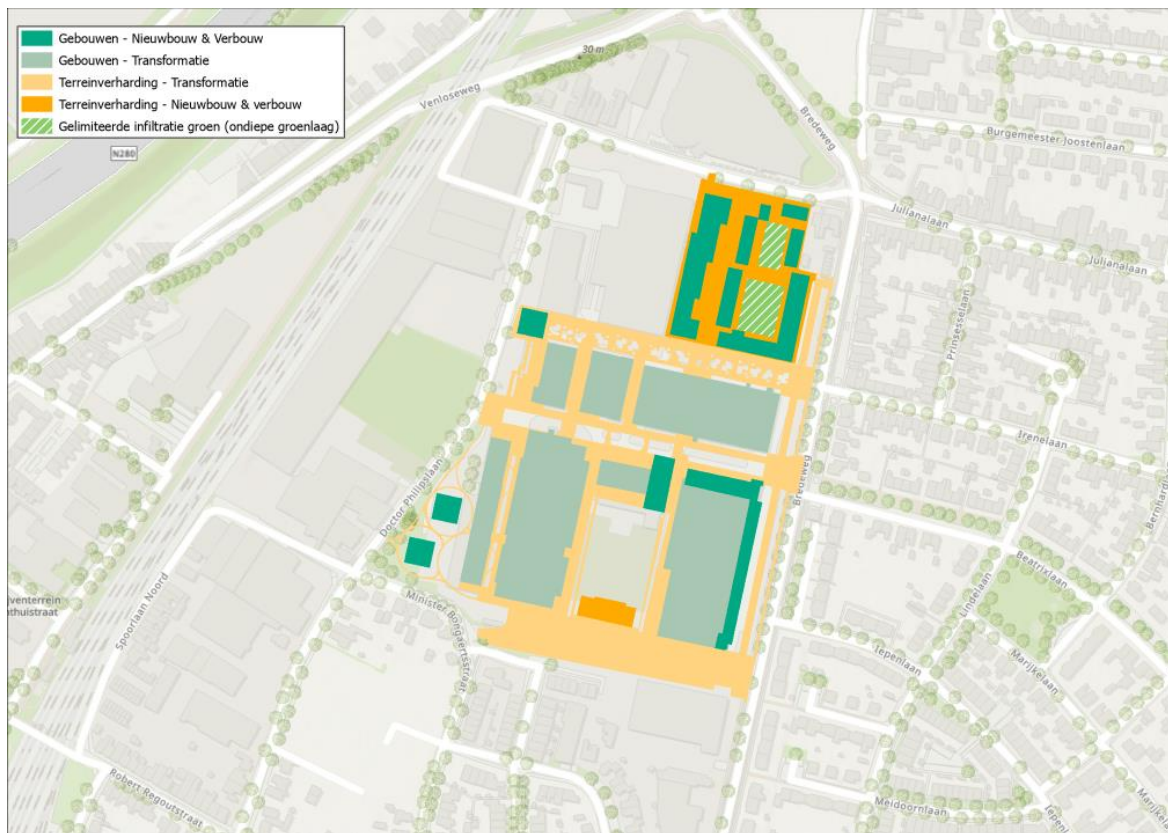 Gebouwen - Nieuwbouw & Verbouw
Gebouwen - Transformatie
Terreinverharding - Transformatie
Terreinverharding - Nieuwbouw & verbouw
Gelimiteerde infiltratie groen (ondiepe groenlaag)
30 m
Venloseweg
Bredeweg
Burgemeester Joostenlaan
N280
Julianalaan
Julianalaan
Prinsesselaan
Irenelaan
Bredeweg
Bernhardl
Doctor Philipslaan
Beatrixlaan
Lindelaan
Spoorlaan Noord
Minister Bongaertsstraat
Iepenlaan
Marijkelaan
Robert Regoutstraat
Meidoornlaan